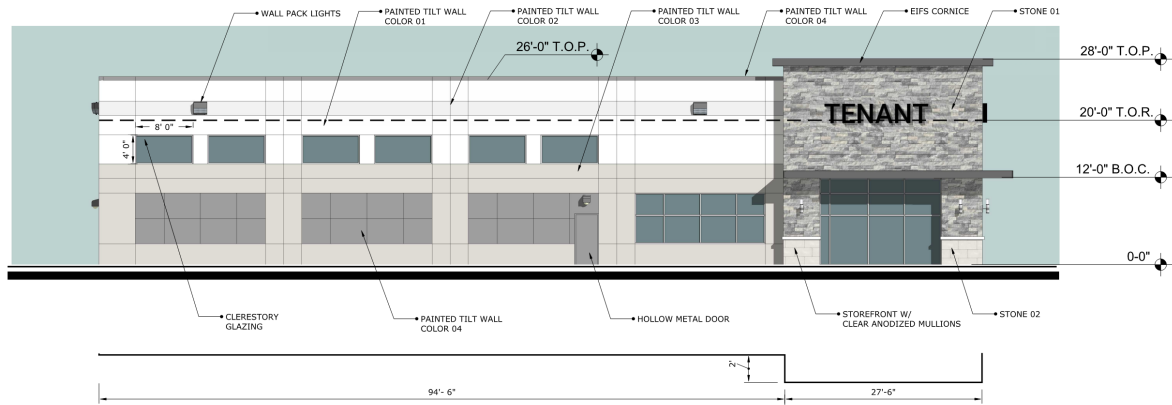 WALL PACK LIGHTS
PAINTED TILT WALL
COLOR 01
PAINTED TILT WALL
COLOR 02
PAINTED TILT WALL
COLOR 03
PAINTED TILT WALL
COLOR 04
EIFS CORNICE
STONE 01
26'-0" T.O.P.
28'-0" T.O.P.
TENANT
20'-0" T.O.R.
8' 0"
4' 0"
12'-0" B.O.C.
0-0"
CLERESTORY
GLAZING
PAINTED TILT WALL
COLOR 04
HOLLOW METAL DOOR
STOREFRONT W/
CLEAR ANODIZED MULLIONS
STONE 02
2'
94'- 6"
27'-6"